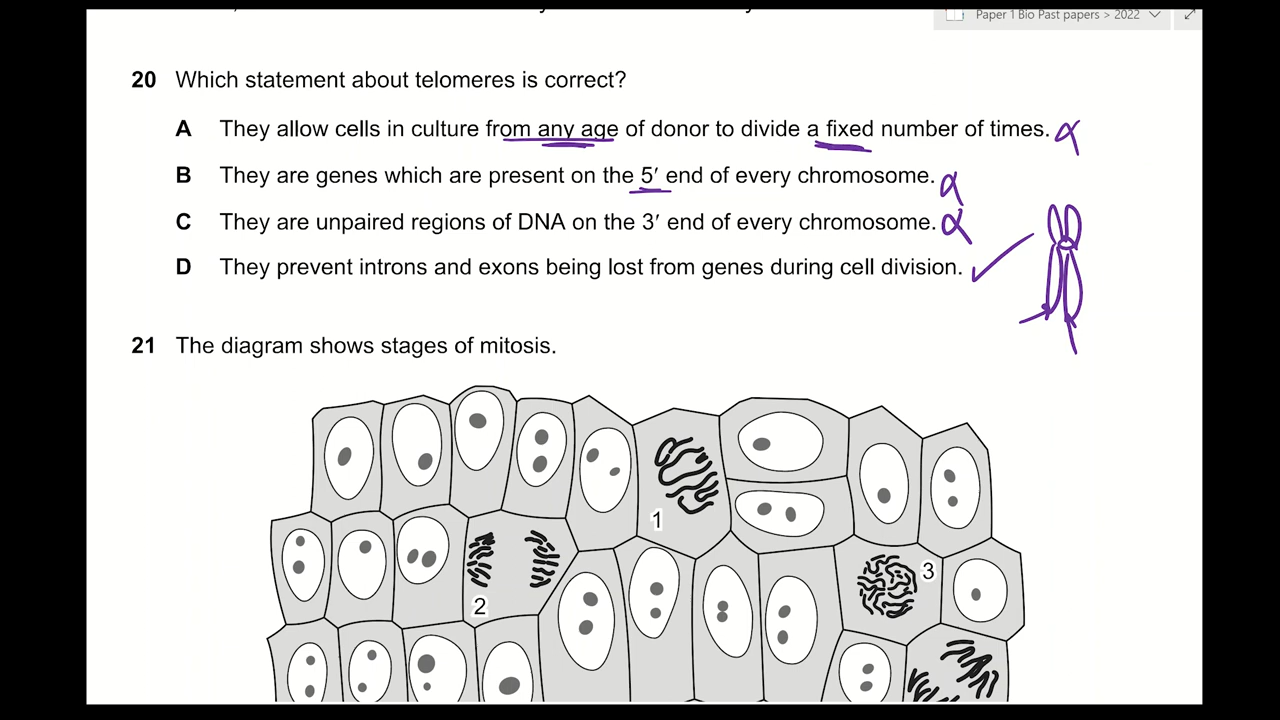 Paper 1 Bio Past papers > 2022
20 Which statement about telomeres is correct?
A They allow cells in culture from any age of donor to divide a fixed number of times.
B They are genes which are present on the 5′ end of every chromosome.
C They are unpaired regions of DNA on the 3′ end of every chromosome.
D They prevent introns and exons being lost from genes during cell division.
21 The diagram shows stages of mitosis.
1
2
3